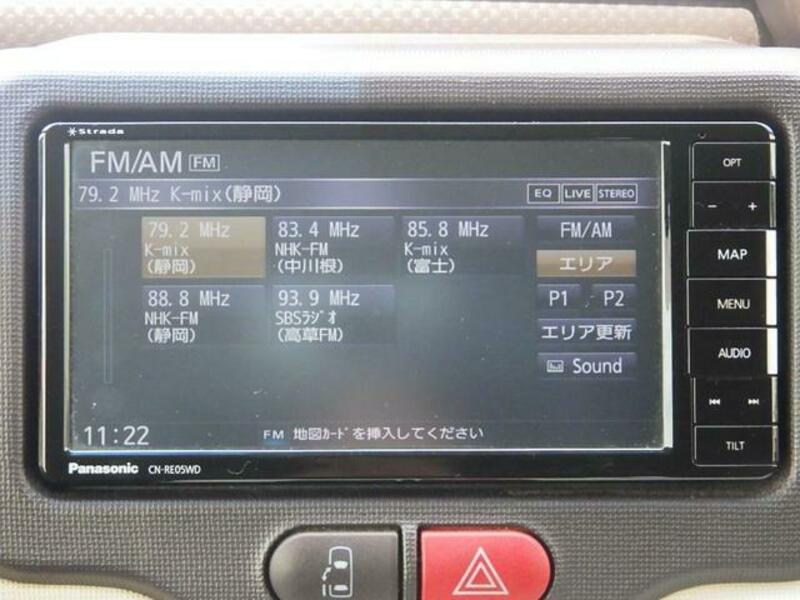 Strada
FM/AM FM
79.2 MHz K-mix(静岡)
EQ LIVE STEREO
79.2 MHz
K-mix
(静岡)
83.4 MHz
NHK-FM
(中川根)
85.8 MHz
K-mix
(富士)
88.8 MHz
NHK-FM
(静岡)
93.9 MHz
SBSラジオ
(高草FM)
FM/AM
エリア
P1 P2
エリア更新
Sound
11:22
FM 地図カードを挿入してください
Panasonic CN-RE05WD
OPT
− +
MAP
MENU
AUDIO
TILT